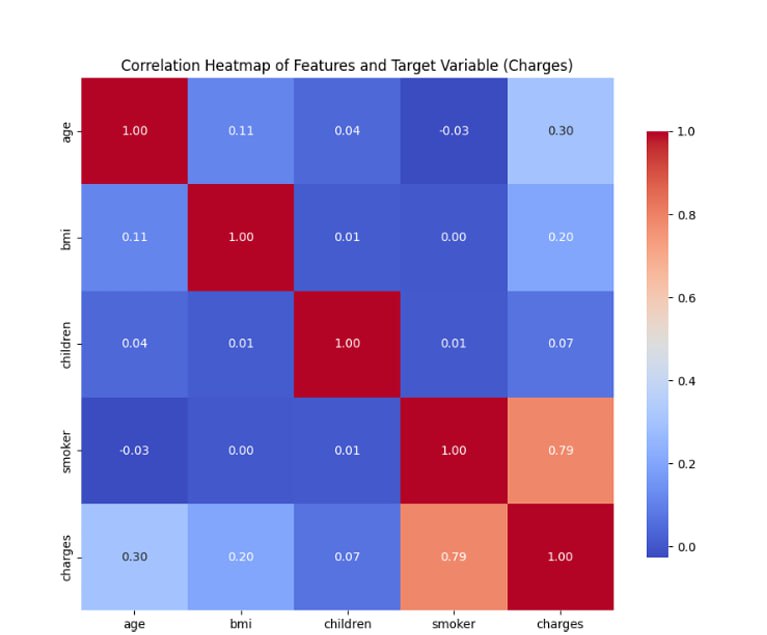 Correlation Heatmap of Features and Target Variable (Charges)
age 1.00 0.11 0.04 -0.03 0.30
bmi 0.11 1.00 0.01 0.00 0.20
children 0.04 0.01 1.00 0.01 0.07
smoker -0.03 0.00 0.01 1.00 0.79
charges 0.30 0.20 0.07 0.79 1.00
age bmi children smoker charges
1.0
0.8
0.6
0.4
0.2
0.0